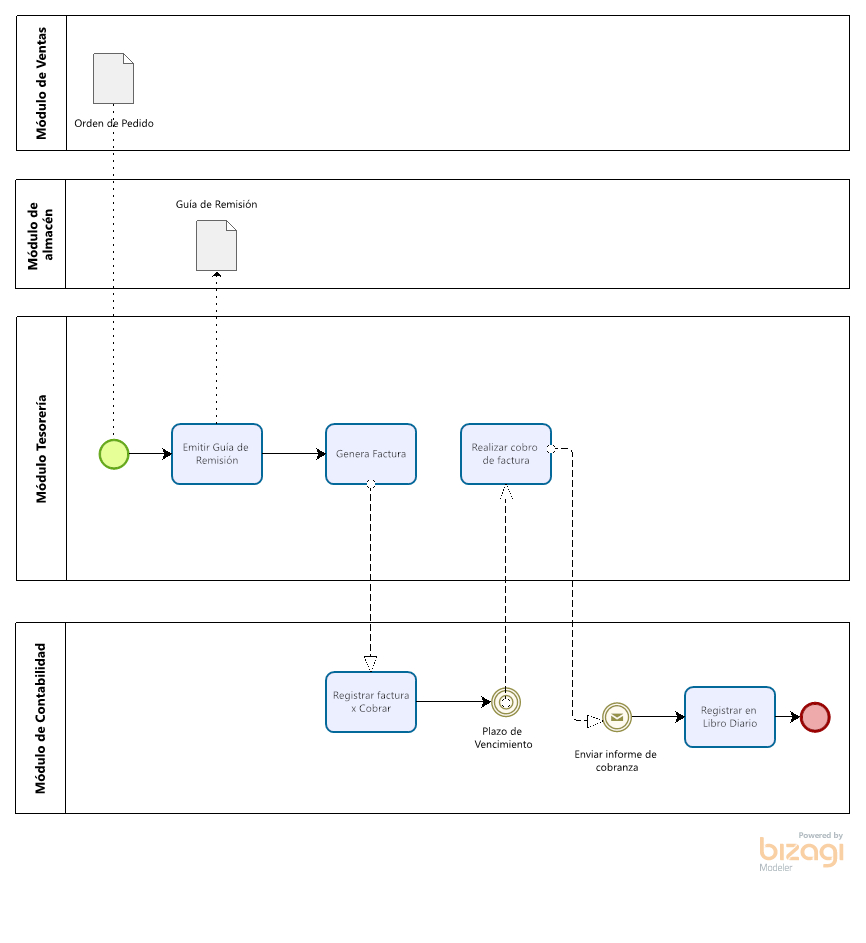 Módulo de Ventas
Orden de Pedido
Módulo de
almacén
Guía de Remisión
Módulo Tesorería
Emitir Guía de
Remisión
Genera Factura
Realizar cobro
de factura
Módulo de Contabilidad
Registrar factura
x Cobrar
Plazo de
Vencimiento
Enviar informe de
cobranza
Registrar en
Libro Diario
Powered by
bizagi
Modeler